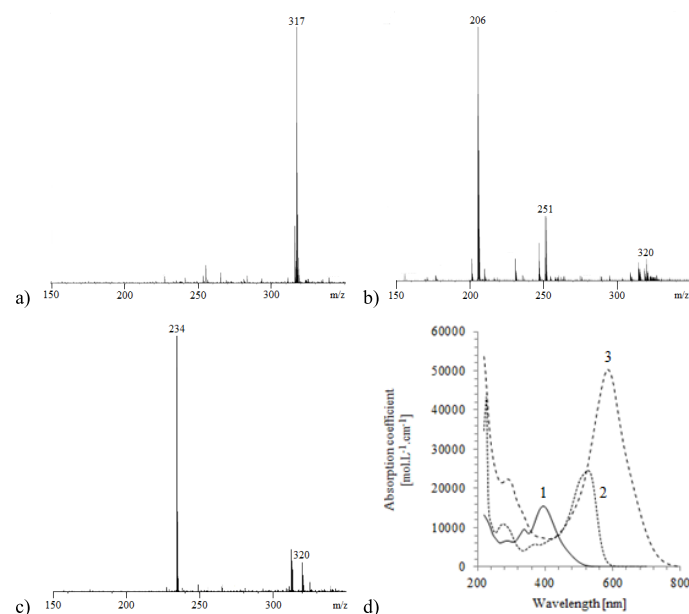 317
150 200 250 300 m/z
a)
206
251
320
150 200 250 300 m/z
b)
234
320
150 200 250 300 m/z
c)
60000
50000
40000
30000
20000
10000
0
200 400 600 800
Absorption coefficient
[mol.L⁻¹.cm⁻¹]
1
2
3
Wavelength [nm]
d)